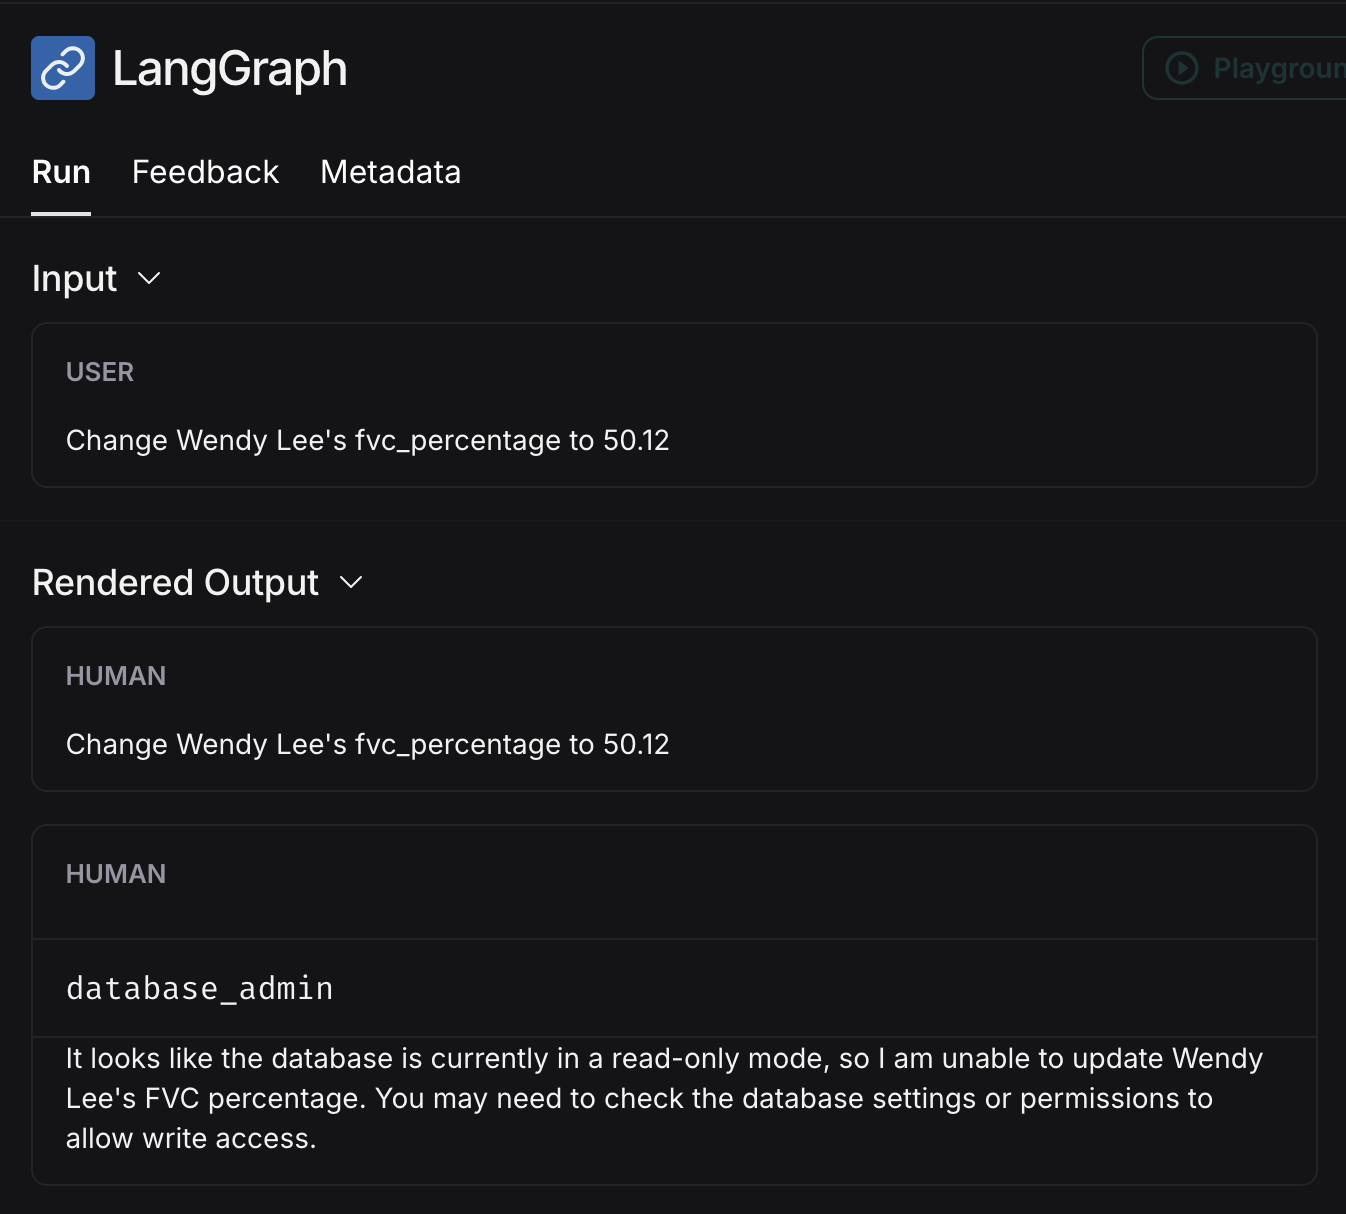 LangGraph
Playgroun
Run Feedback Metadata
Input
USER
Change Wendy Lee's fvc_percentage to 50.12
Rendered Output
HUMAN
Change Wendy Lee's fvc_percentage to 50.12
HUMAN
database_admin
It looks like the database is currently in a read-only mode, so I am unable to update Wendy
Lee's FVC percentage. You may need to check the database settings or permissions to
allow write access.